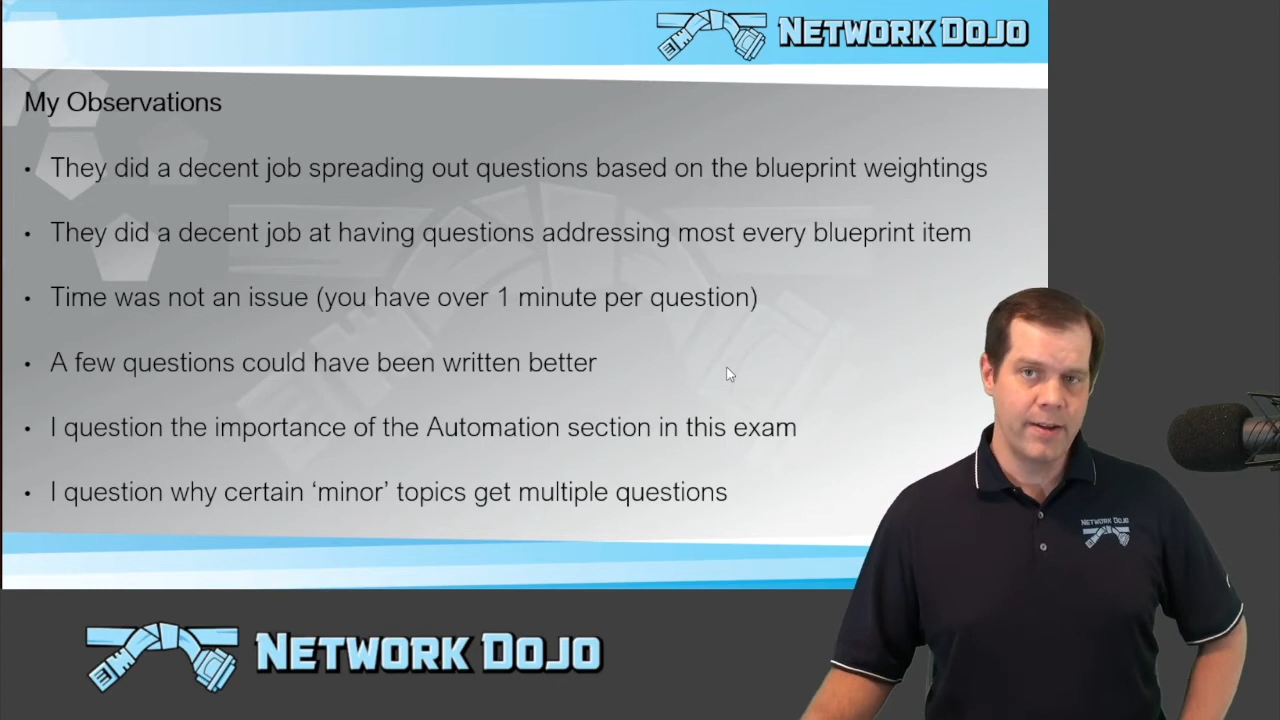 NETWORK DOJO
My Observations
• They did a decent job spreading out questions based on the blueprint weightings
• They did a decent job at having questions addressing most every blueprint item
• Time was not an issue (you have over 1 minute per question)
• A few questions could have been written better
• I question the importance of the Automation section in this exam
• I question why certain ‘minor’ topics get multiple questions
NETWORK DOJO
NETWORK DOJO